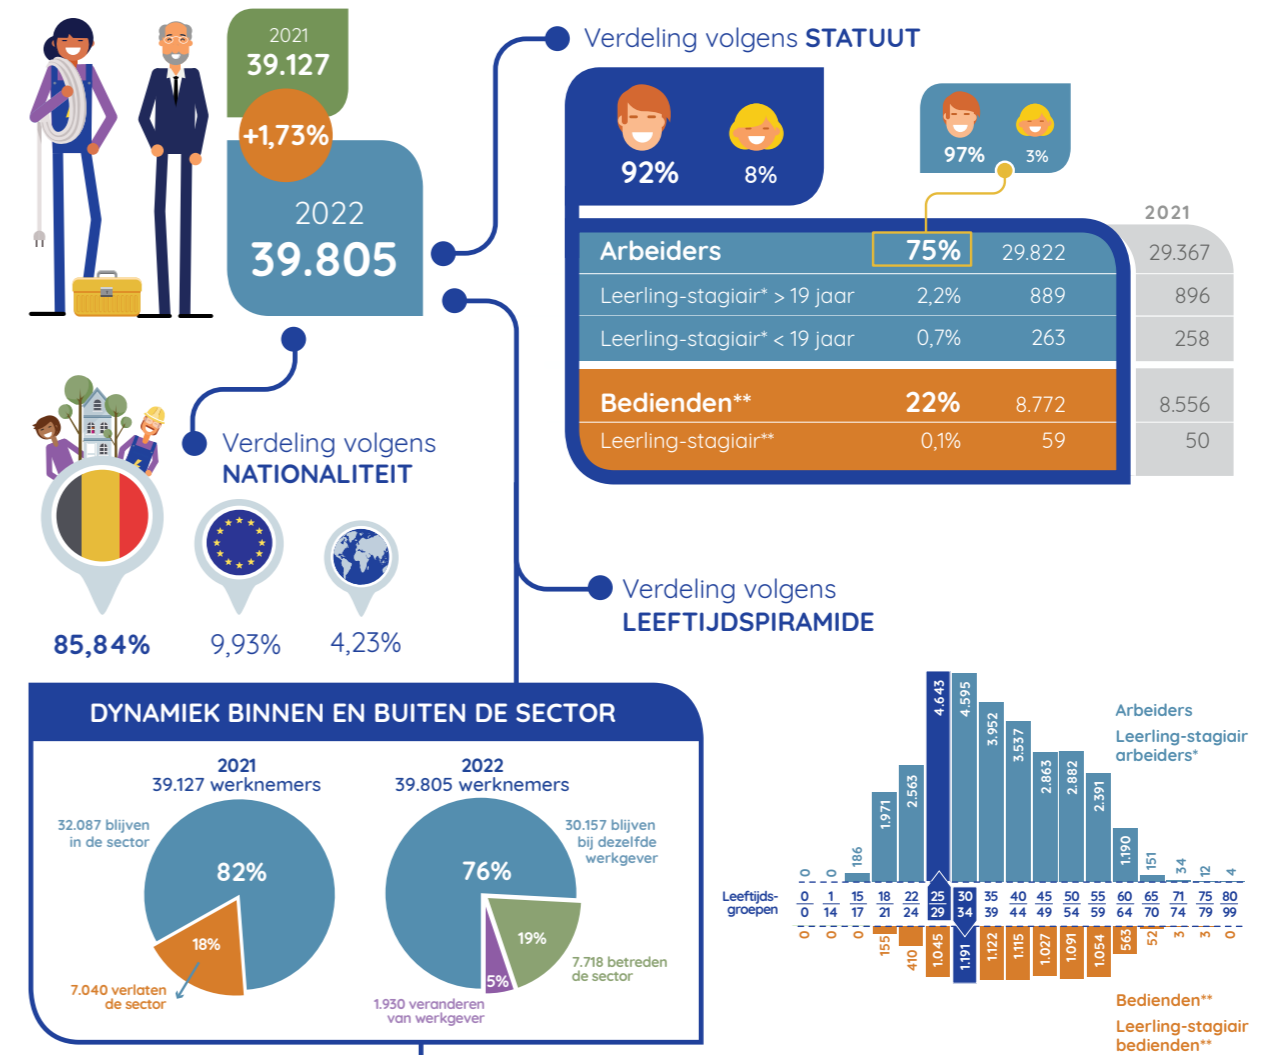 2021
39.127
+1,73%
2022
39.805
Verdeling volgens STATUUT
92%
8%
97%
3%
2021
Arbeiders 75% 29.822 29.367
Leerling-stagiair* > 19 jaar 2,2% 889 896
Leerling-stagiair* < 19 jaar 0,7% 263 258
Bedienden** 22% 8.772 8.556
Leerling-stagiair** 0,1% 59 50
Verdeling volgens
NATIONALITEIT
85,84%
9,93%
4,23%
Verdeling volgens
LEEFTIJDSPIRAMIDE
DYNAMIEK BINNEN EN BUITEN DE SECTOR
2021
39.127 werknemers
32.087 blijven
in de sector
82%
18%
7.040 verlaten
de sector
2022
39.805 werknemers
30.157 blijven
bij dezelfde
werkgever
76%
19%
5%
7.718 betreden
de sector
1.930 veranderen
van werkgever
Arbeiders
Leerling-stagiair
arbeiders*
0 0 186 1.971 2.563 4.643 4.595 3.952 3.537 2.863 2.882 2.391 1.190 151 34 12 4
Leeftijds-
groepen
0 1 15 18 22 25 30 35 40 45 50 55 60 65 71 75 80
0 14 17 21 24 29 34 39 44 49 54 59 64 70 74 79 99
0 0 0 155 410 1.045 1.191 1.122 1.115 1.027 1.091 1.054 563 52 3 3 0
Bedienden**
Leerling-stagiair
bedienden**